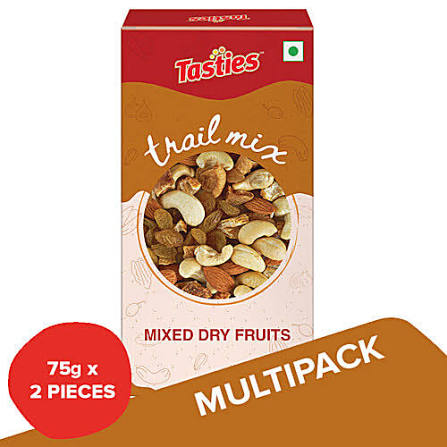 Tasties
trail mix
MIXED DRY FRUITS
75g x
2 PIECES
MULTIPACK